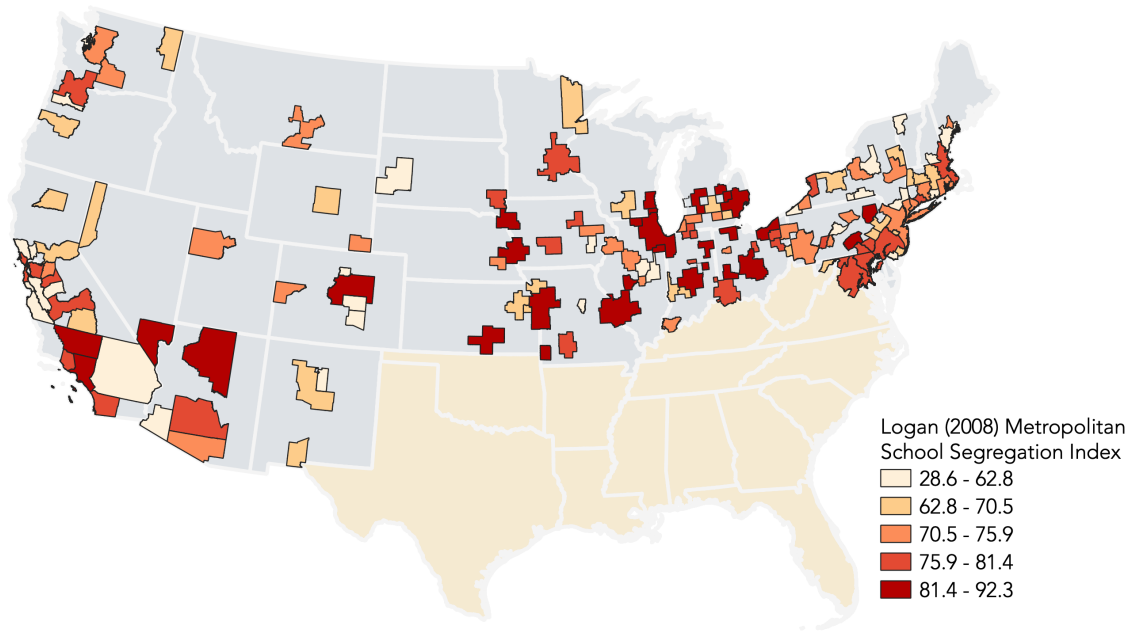 Logan (2008) Metropolitan
School Segregation Index
28.6 - 62.8
62.8 - 70.5
70.5 - 75.9
75.9 - 81.4
81.4 - 92.3